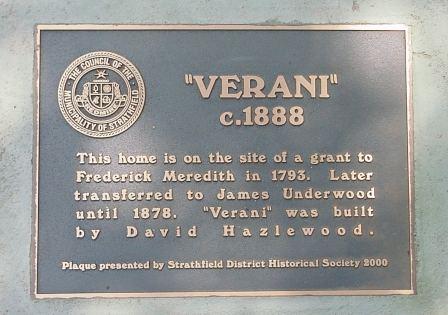 THE COUNCIL OF THE
MUNICIPALITY OF STRATHFIELD
"VERANI"
c.1888
This home is on the site of a grant to
Frederick Meredith in 1793. Later
transferred to James Underwood
until 1878. "Verani" was built
by David Hazlewood.
Plaque presented by Strathfield District Historical Society 2000